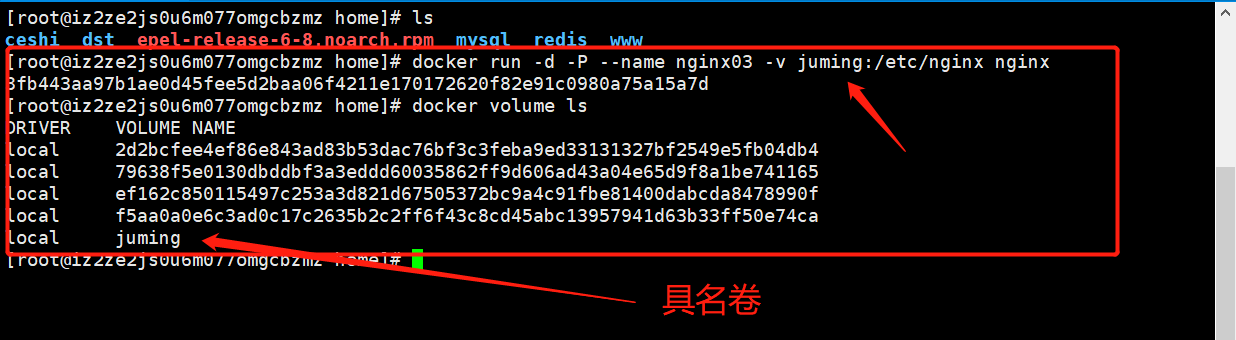 [root@iz2ze2js0u6m077omgcbzmz home]# ls
ceshi dst epel-release-6-8.noarch.rpm mysql redis www
[root@iz2ze2js0u6m077omgcbzmz home]# docker run -d -P --name nginx03 -v juming:/etc/nginx nginx
3fb443aa97b1ae0d45fee5d2baa06f4211e170172620f82e91c0980a75a15a7d
[root@iz2ze2js0u6m077omgcbzmz home]# docker volume ls
DRIVER VOLUME NAME
local 2d2bcfee4ef86e843ad83b53dac76bf3c3feba9ed33131327bf2549e5fb04db4
local 79638f5e0130dbddbf3a3eddd60035862ff9d606ad43a04e65d9f8a1be741165
local ef162c850115497c253a3d821d67505372bc9a4c91fbe81400dabcda8478990f
local f5aa0a0e6c3ad0c17c2635b2c2ff6f43c8cd45abc13957941d63b33ff50e74ca
local juming
[root@iz2ze2js0u6m077omgcbzmz home]#
具名卷